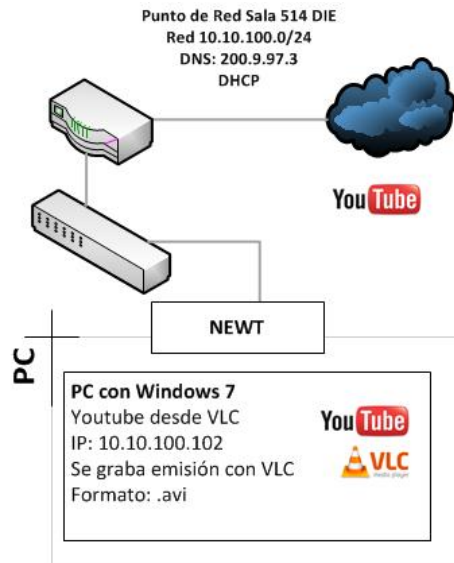 Punto de Red Sala 514 DIE
Red 10.10.100.0/24
DNS: 200.9.97.3
DHCP
YouTube
NEWT
PC
PC con Windows 7
Youtube desde VLC
IP: 10.10.100.102
Se graba emisión con VLC
Formato: .avi
YouTube
VLC
media player